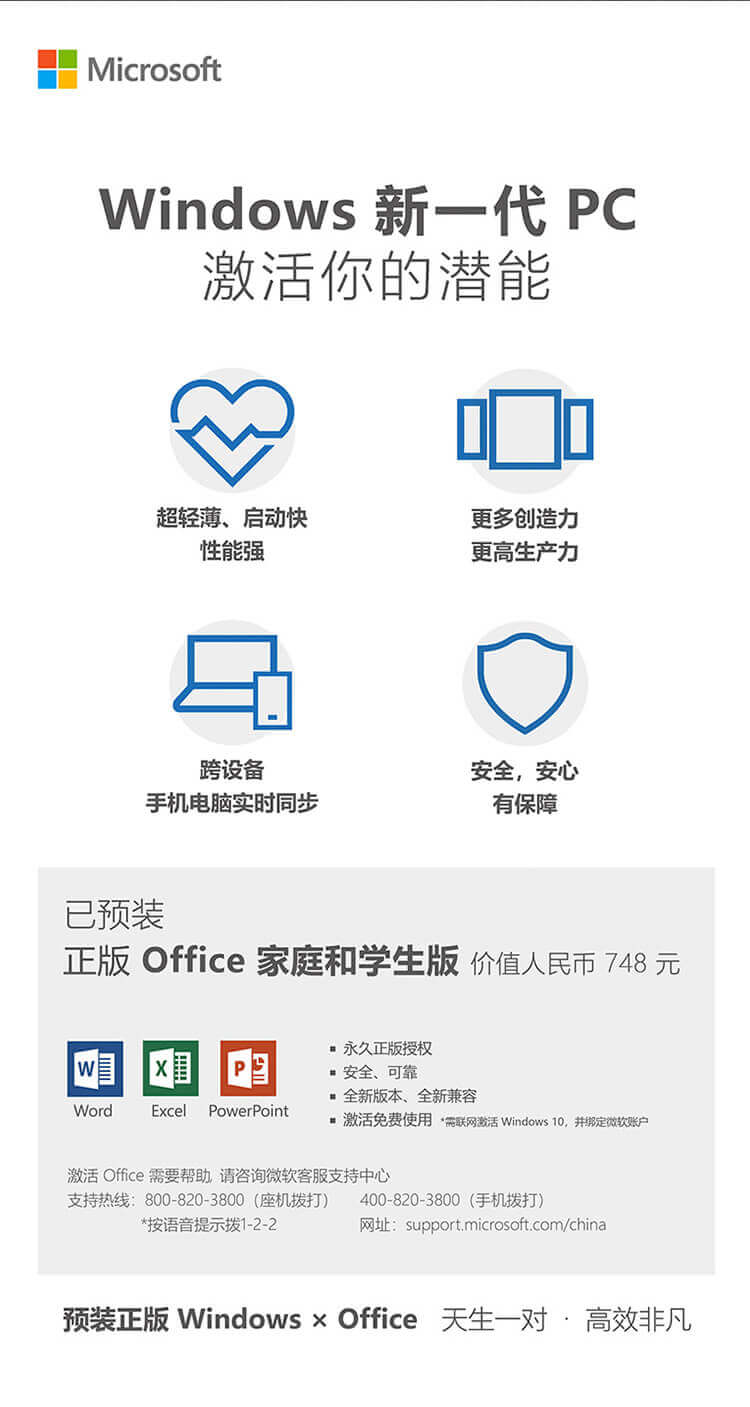 Microsoft
Windows 新一代 PC
激活你的潜能
超轻薄、启动快
性能强
更多创造力
更高生产力
跨设备
手机电脑实时同步
安全，安心
有保障
已预装
正版 Office 家庭和学生版 价值人民币 748 元
W
X
P
Word
Excel
PowerPoint
▪ 永久正版授权
▪ 安全、可靠
▪ 全新版本、全新兼容
▪ 激活免费使用 *需联网激活 Windows 10，并绑定微软账户
激活 Office 需要帮助, 请咨询微软客服支持中心
支持热线：800-820-3800（座机拨打） 400-820-3800（手机拨打）
*按语音提示拨1-2-2 网址：support.microsoft.com/china
预装正版 Windows × Office 天生一对 · 高效非凡